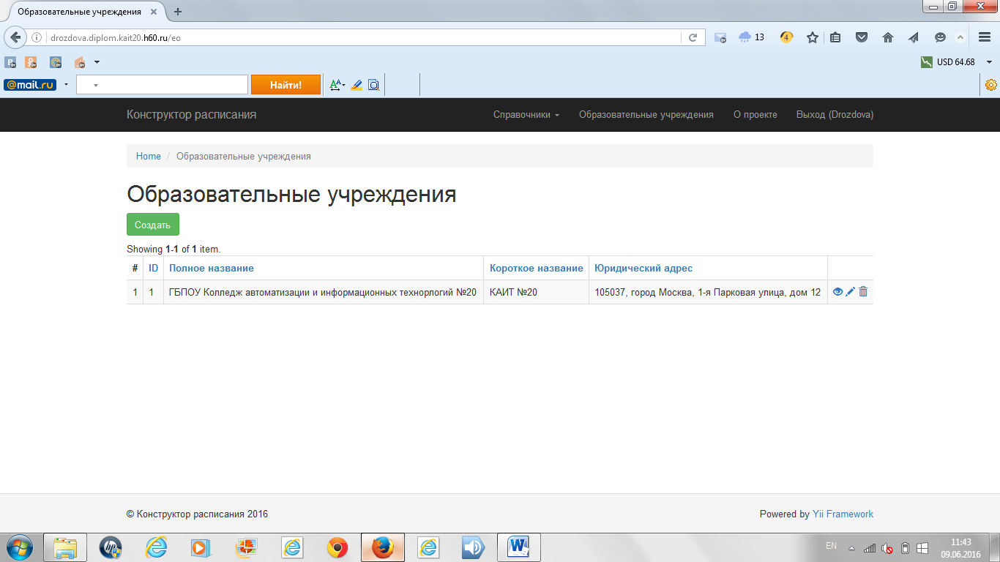 Образовательные учреждения
drozdova.diplom.kait20.h60.ru/eo
13
4
USD 64.68
@mail.ru
Найти!
Конструктор расписания
Справочники
Образовательные учреждения
О проекте
Выход (Drozdova)
Home / Образовательные учреждения
Образовательные учреждения
Создать
Showing 1-1 of 1 item.
# ID Полное название Короткое название Юридический адрес
1 1 ГБПОУ Колледж автоматизации и информационных технорлогий №20 КАИТ №20 105037, город Москва, 1-я Парковая улица, дом 12
© Конструктор расписания 2016
Powered by Yii Framework
EN
11:43
09.06.2016